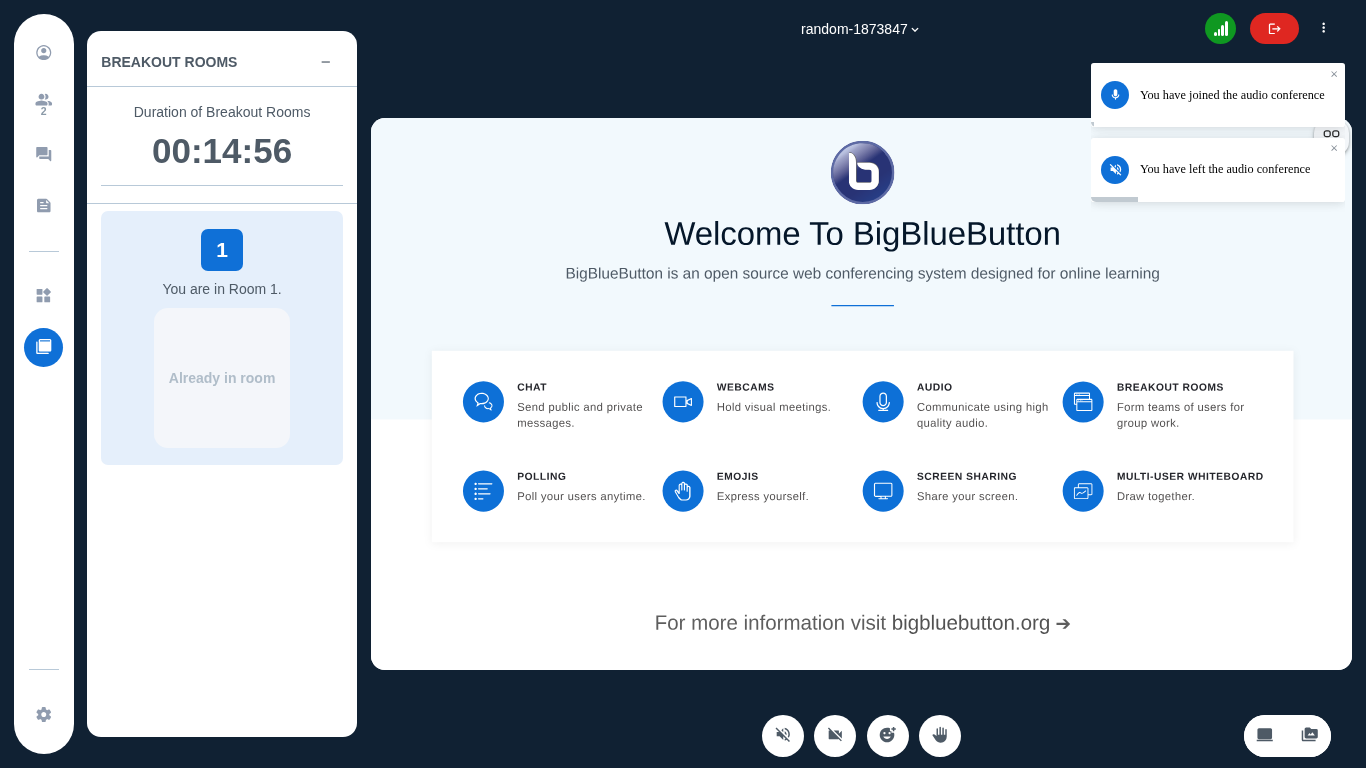 random-1873847
2
BREAKOUT ROOMS
Duration of Breakout Rooms
00:14:56
1
You are in Room 1.
Already in room
You have joined the audio conference
You have left the audio conference
Welcome To BigBlueButton
BigBlueButton is an open source web conferencing system designed for online learning
CHAT
Send public and private
messages.
WEBCAMS
Hold visual meetings.
AUDIO
Communicate using high
quality audio.
BREAKOUT ROOMS
Form teams of users for
group work.
POLLING
Poll your users anytime.
EMOJIS
Express yourself.
SCREEN SHARING
Share your screen.
MULTI-USER WHITEBOARD
Draw together.
For more information visit bigbluebutton.org ➔